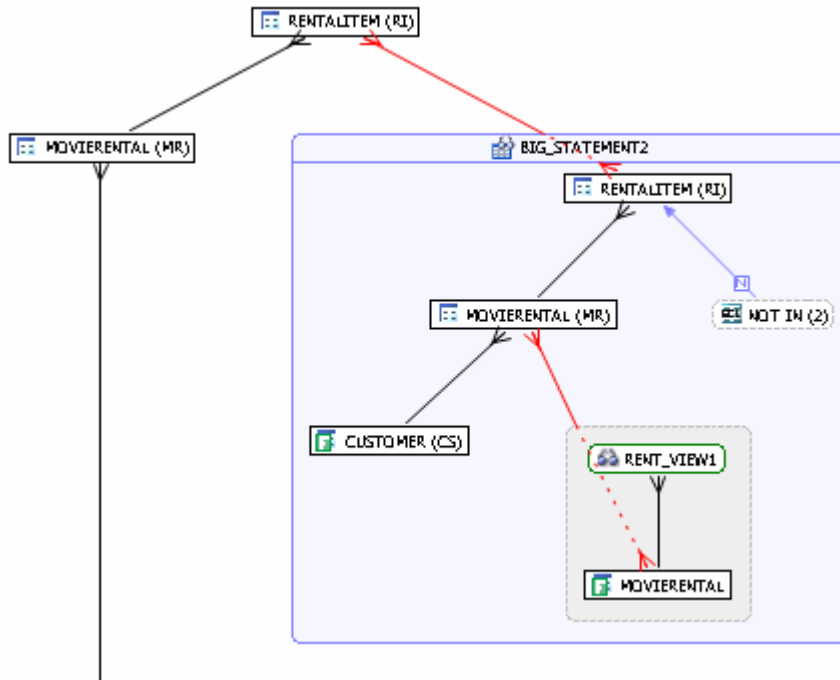 RENTALITEM (RI)
MOVIERENTAL (MR)
BIG_STATEMENT2
RENTALITEM (RI)
N
MOVIERENTAL (MR)
NOT IN (2)
CUSTOMER (CS)
RENT_VIEW1
MOVIERENTAL